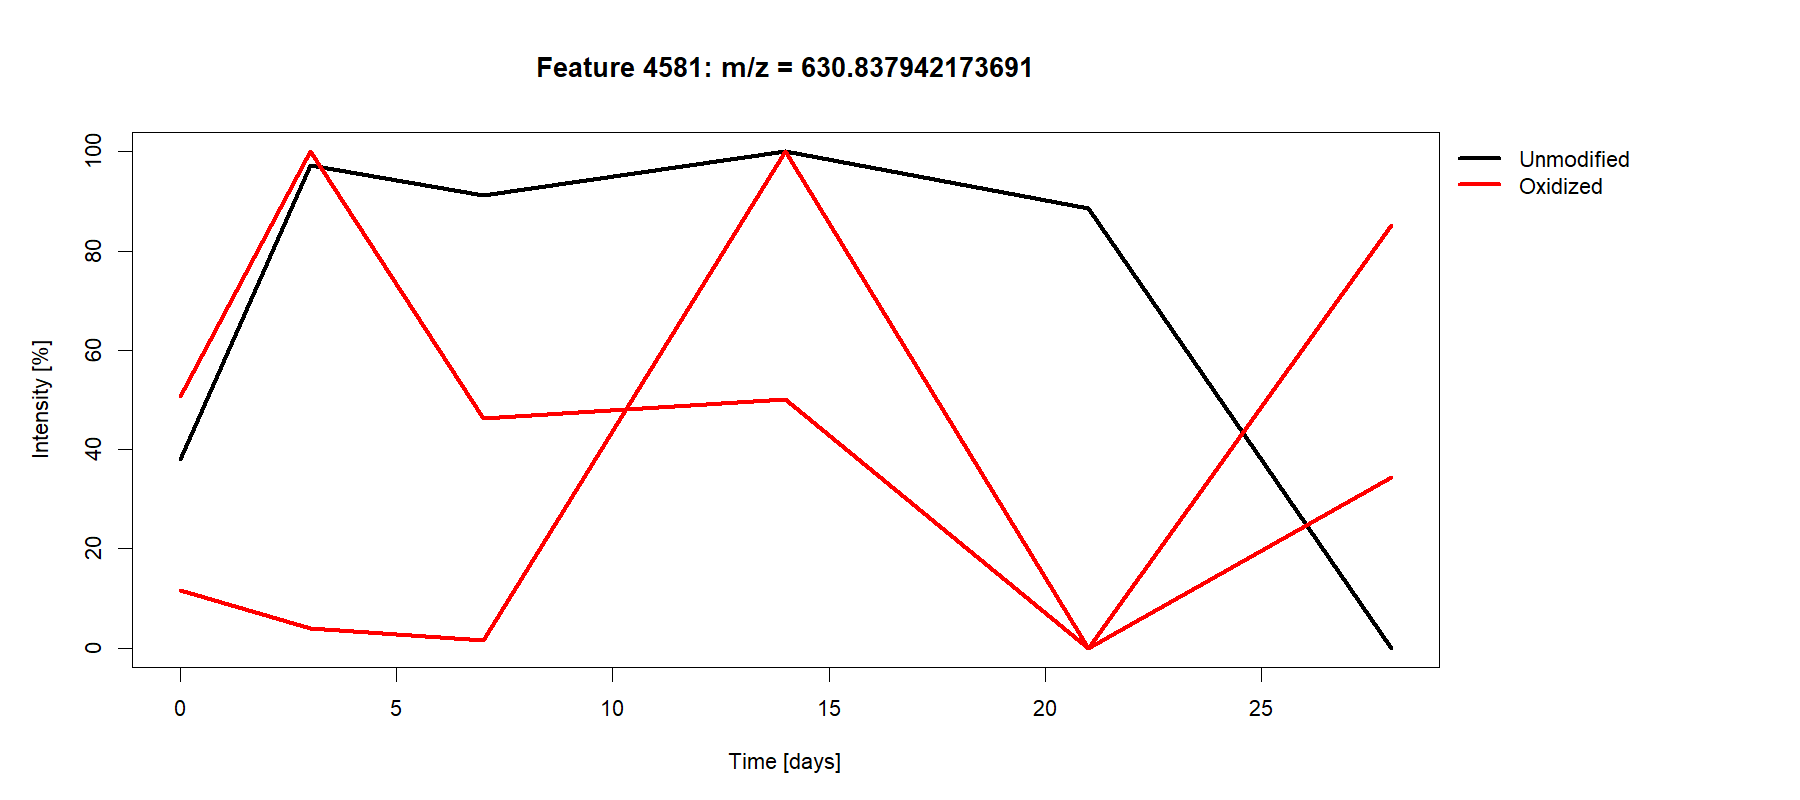 Feature 4581: m/z = 630.837942173691
Unmodified
Oxidized
Intensity [%]
100
80
60
40
20
0
0 5 10 15 20 25
Time [days]